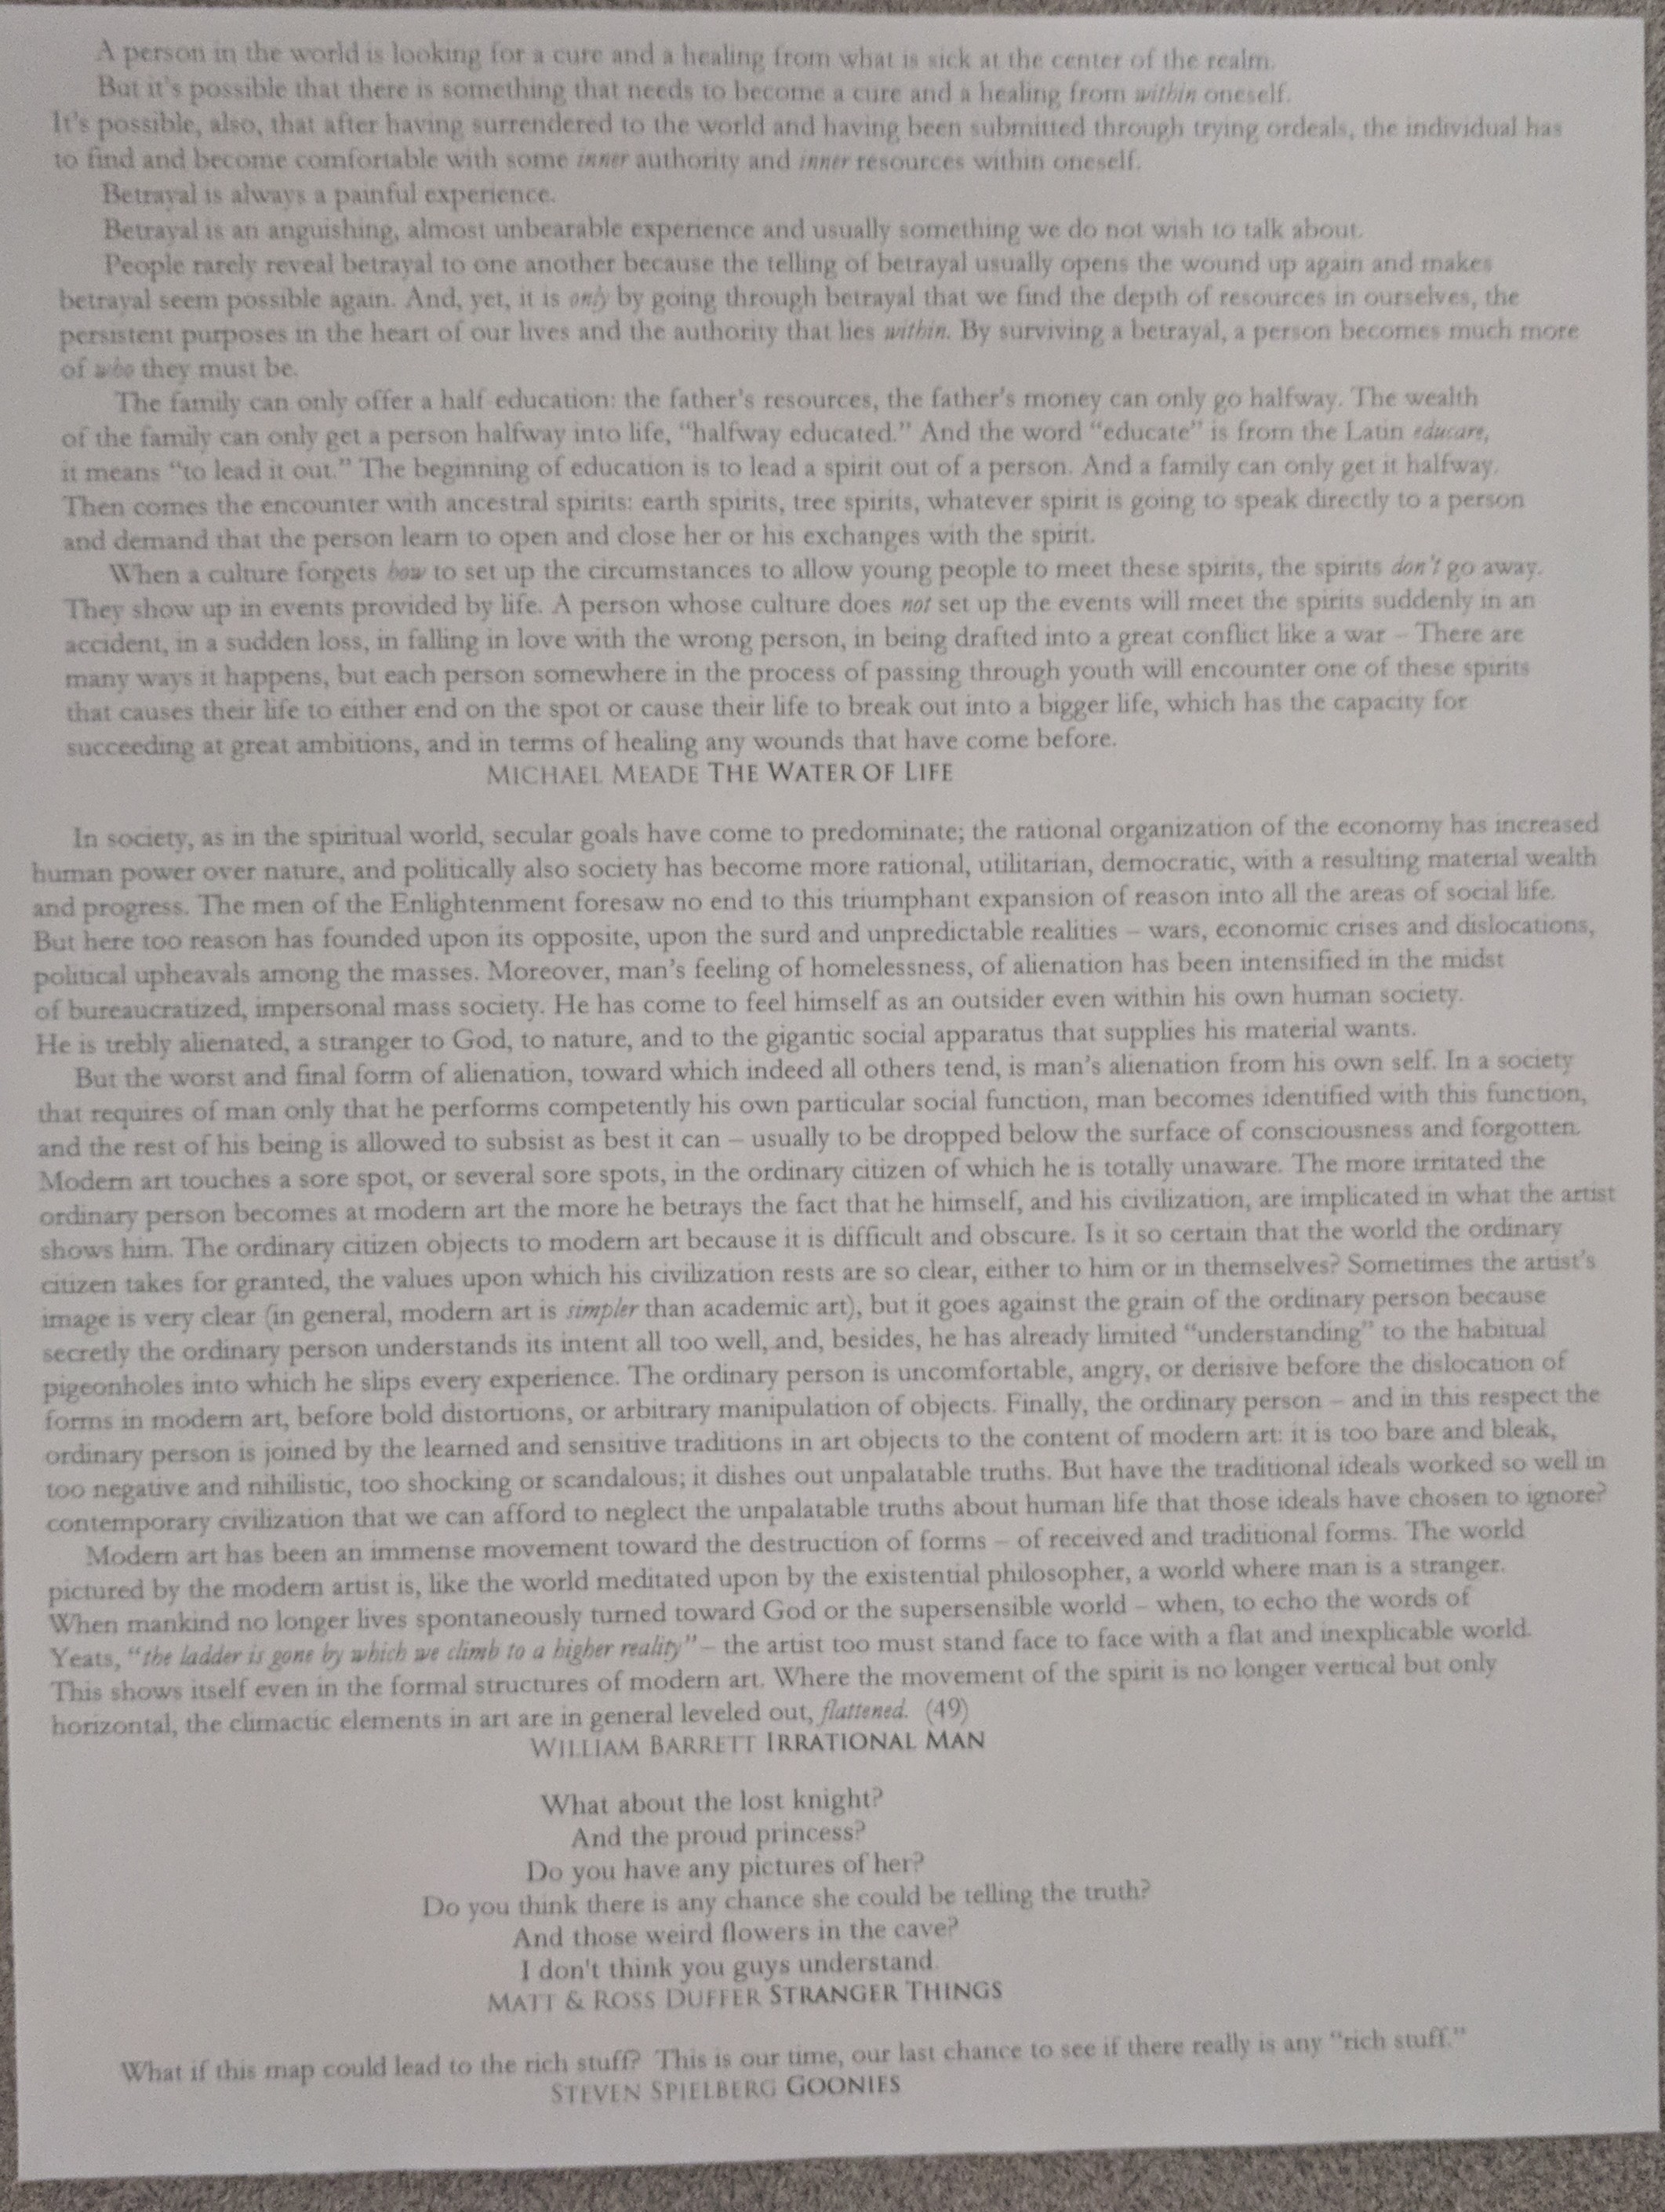 A person in the world is looking for a cure and a healing from what is sick at the center of the realm.
But it's possible that there is something that needs to become a cure and a healing from within oneself.
It's possible, also, that after having surrendered to the world and having been submitted through trying ordeals, the individual has
to find and become comfortable with some inner authority and inner resources within oneself.
Betrayal is always a painful experience.
Betrayal is an anguishing, almost unbearable experience and usually something we do not wish to talk about.
People rarely reveal betrayal to one another because the telling of betrayal usually opens the wound up again and makes
betrayal seem possible again. And, yet, it is only by going through betrayal that we find the depth of resources in ourselves, the
persistent purposes in the heart of our lives and the authority that lies within. By surviving a betrayal, a person becomes much more
of who they must be.
The family can only offer a half education: the father's resources, the father's money can only go halfway. The wealth
of the family can only get a person halfway into life, "halfway educated." And the word "educate" is from the Latin educare,
it means "to lead it out." The beginning of education is to lead a spirit out of a person. And a family can only get it halfway.
Then comes the encounter with ancestral spirits: earth spirits, tree spirits, whatever spirit is going to speak directly to a person
and demand that the person learn to open and close her or his exchanges with the spirit.
When a culture forgets how to set up the circumstances to allow young people to meet these spirits, the spirits don't go away.
They show up in events provided by life. A person whose culture does not set up the events will meet the spirits suddenly in an
accident, in a sudden loss, in falling in love with the wrong person, in being drafted into a great conflict like a war – There are
many ways it happens, but each person somewhere in the process of passing through youth will encounter one of these spirits
that causes their life to either end on the spot or cause their life to break out into a bigger life, which has the capacity for
succeeding at great ambitions, and in terms of healing any wounds that have come before.
MICHAEL MEADE THE WATER OF LIFE
In society, as in the spiritual world, secular goals have come to predominate; the rational organization of the economy has increased
human power over nature, and politically also society has become more rational, utilitarian, democratic, with a resulting material wealth
and progress. The men of the Enlightenment foresaw no end to this triumphant expansion of reason into all the areas of social life.
But here too reason has founded upon its opposite, upon the surd and unpredictable realities – wars, economic crises and dislocations,
political upheavals among the masses. Moreover, man's feeling of homelessness, of alienation has been intensified in the midst
of bureaucratized, impersonal mass society. He has come to feel himself as an outsider even within his own human society.
He is trebly alienated, a stranger to God, to nature, and to the gigantic social apparatus that supplies his material wants.
But the worst and final form of alienation, toward which indeed all others tend, is man's alienation from his own self. In a society
that requires of man only that he performs competently his own particular social function, man becomes identified with this function,
and the rest of his being is allowed to subsist as best it can – usually to be dropped below the surface of consciousness and forgotten.
Modern art touches a sore spot, or several sore spots, in the ordinary citizen of which he is totally unaware. The more irritated the
ordinary person becomes at modern art the more he betrays the fact that he himself, and his civilization, are implicated in what the artist
shows him. The ordinary citizen objects to modern art because it is difficult and obscure. Is it so certain that the world the ordinary
citizen takes for granted, the values upon which his civilization rests are so clear, either to him or in themselves? Sometimes the artist's
image is very clear (in general, modern art is simpler than academic art), but it goes against the grain of the ordinary person because
secretly the ordinary person understands its intent all too well, and, besides, he has already limited "understanding" to the habitual
pigeonholes into which he slips every experience. The ordinary person is uncomfortable, angry, or derisive before the dislocation of
forms in modern art, before bold distortions, or arbitrary manipulation of objects. Finally, the ordinary person – and in this respect the
ordinary person is joined by the learned and sensitive traditions in art objects to the content of modern art: it is too bare and bleak,
too negative and nihilistic, too shocking or scandalous; it dishes out unpalatable truths. But have the traditional ideals worked so well in
contemporary civilization that we can afford to neglect the unpalatable truths about human life that those ideals have chosen to ignore?
Modern art has been an immense movement toward the destruction of forms – of received and traditional forms. The world
pictured by the modern artist is, like the world meditated upon by the existential philosopher, a world where man is a stranger.
When mankind no longer lives spontaneously turned toward God or the supersensible world – when, to echo the words of
Yeats, "the ladder is gone by which we climb to a higher reality" – the artist too must stand face to face with a flat and inexplicable world.
This shows itself even in the formal structures of modern art. Where the movement of the spirit is no longer vertical but only
horizontal, the climactic elements in art are in general leveled out, flattened. (49)
WILLIAM BARRETT IRRATIONAL MAN
What about the lost knight?
And the proud princess?
Do you have any pictures of her?
Do you think there is any chance she could be telling the truth?
And those weird flowers in the cave?
I don't think you guys understand.
MATT & ROSS DUFFER STRANGER THINGS
What if this map could lead to the rich stuff? This is our time, our last chance to see if there really is any "rich stuff."
STEVEN SPIELBERG GOONIES